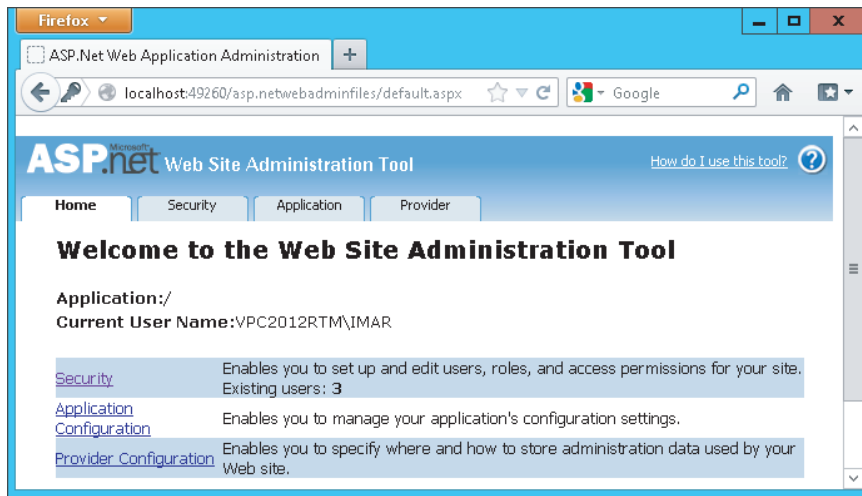 Firefox
ASP.Net Web Application Administration
localhost:49260/asp.netwebadminfiles/default.aspx
Google
Microsoft
ASP.net Web Site Administration Tool
How do I use this tool? ?
Home Security Application Provider
Welcome to the Web Site Administration Tool
Application:/
Current User Name:VPC2012RTM\IMAR
Security
Enables you to set up and edit users, roles, and access permissions for your site.
Existing users: 3
Application
Configuration
Enables you to manage your application's configuration settings.
Provider Configuration
Enables you to specify where and how to store administration data used by your
Web site.